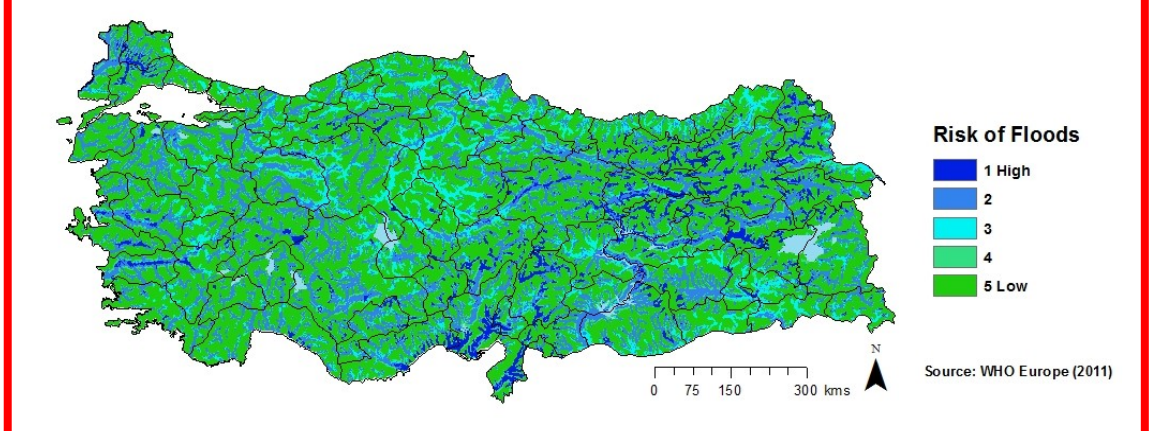 Risk of Floods
1 High
2
3
4
5 Low
N
0 75 150 300 kms
Source: WHO Europe (2011)